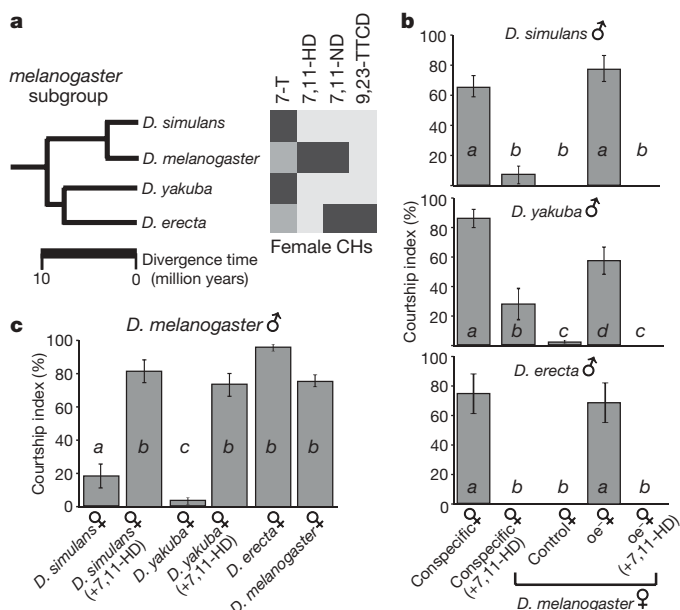 a
melanogaster
subgroup
7-T
7,11-HD
7,11-ND
9,23-TTCD
D. simulans
D. melanogaster
D. yakuba
D. erecta
Female CHs
10
0
Divergence time
(million years)
b
D. simulans ♂
100
80
60
40
20
a
b
b
a
b
D. yakuba ♂
100
80
60
40
20
a
b
c
d
c
Courtship index (%)
D. erecta ♂
100
80
60
40
20
0
a
b
b
a
b
Conspecific♀
Conspecific♀
(+7,11-HD)
Control♀
oe⁻♀
oe⁻♀
(+7,11-HD)
D. melanogaster ♀
c
D. melanogaster ♂
Courtship index (%)
100
80
60
40
20
0
a
b
c
b
b
b
D. simulans♀
D. simulans♀
(+7,11-HD)
D. yakuba♀
D. yakuba♀
(+7,11-HD)
D. erecta♀
D. melanogaster♀